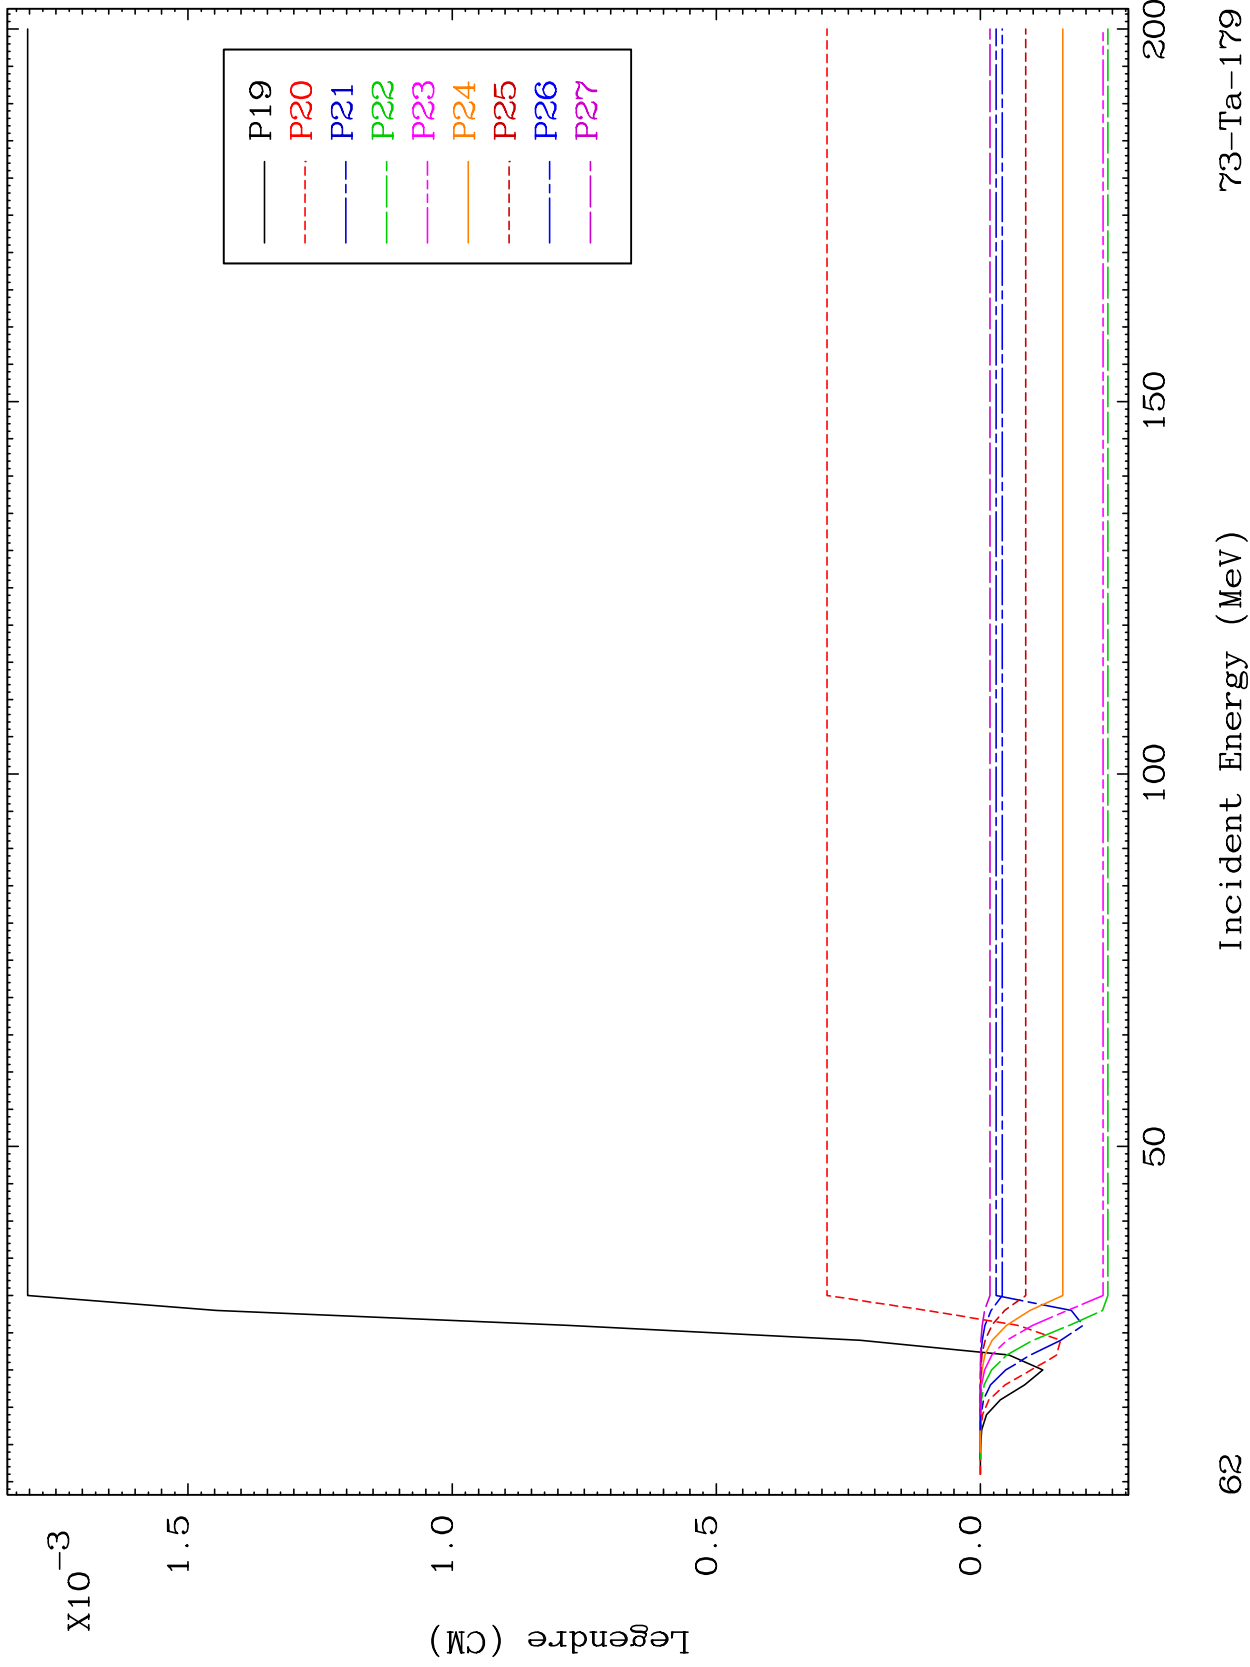 X10-3
1.5
1.0
0.5
0.0
Legendre (CM)
P19
P20
P21
P22
P23
P24
P25
P26
P27
50
100
150
200
Incident Energy (MeV)
62
73-Ta-179